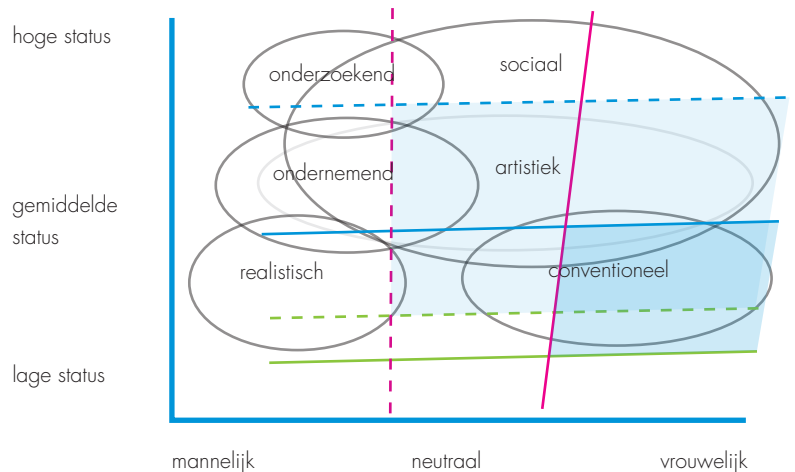 hoge status
onderzoekend
sociaal
ondernemend
artistiek
gemiddelde
status
realistisch
conventioneel
lage status
mannelijk
neutraal
vrouwelijk